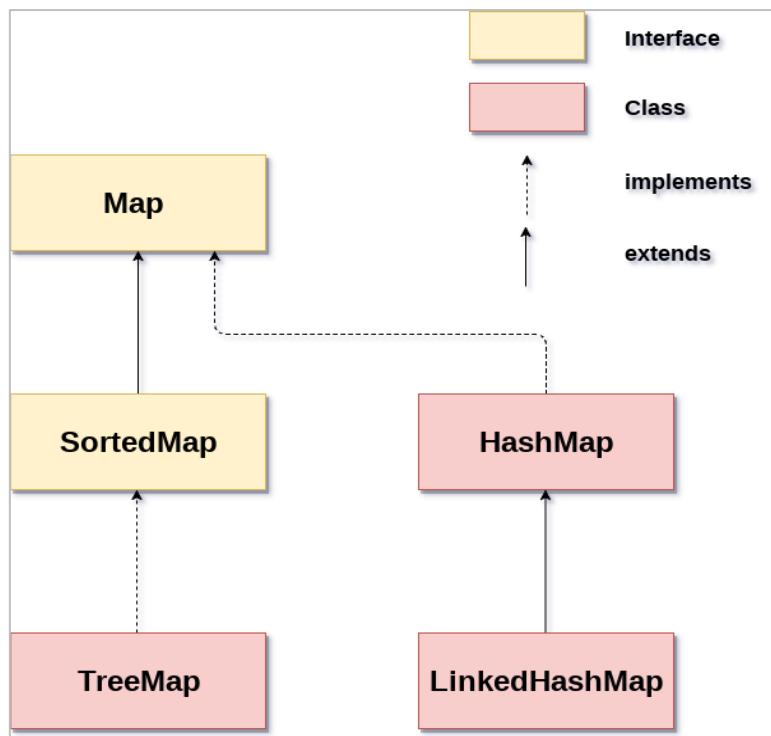 Interface
Class
implements
extends
Map
SortedMap
HashMap
TreeMap
LinkedHashMap